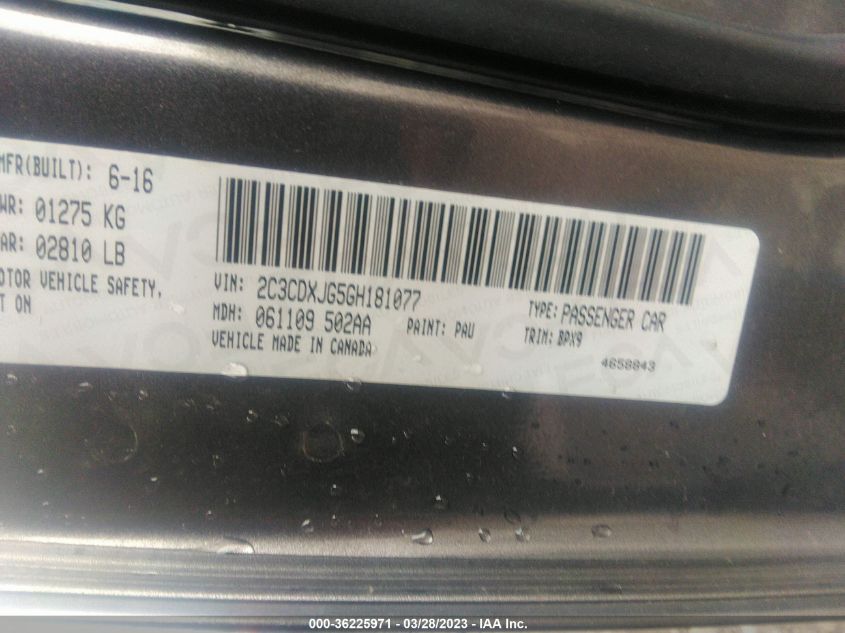 MFR(BUILT): 6-16
WR: 01275 KG
AR: 02810 LB
OTOR VEHICLE SAFETY,
T ON
VIN: 2C3CDXJG5GH181077
MDH: 061109 502AA
PAINT: PAU
VEHICLE MADE IN CANADA
TYPE: PASSENGER CAR
TRIM: BPX9
4658843
000-36225971 - 03/28/2023 - IAA Inc.